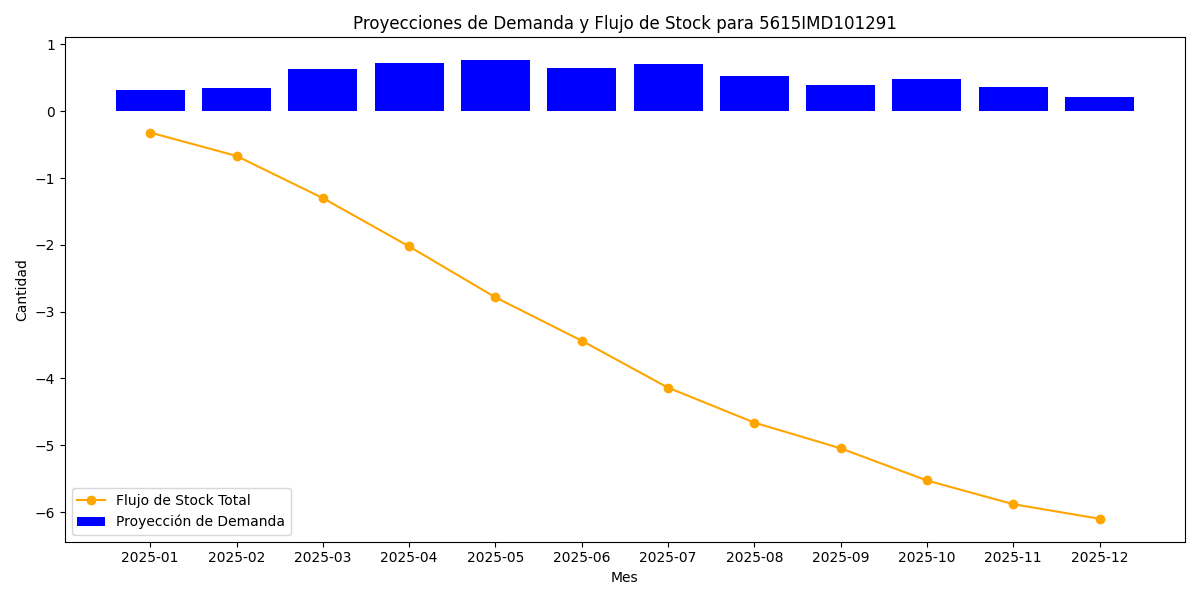 Proyecciones de Demanda y Flujo de Stock para 5615IMD101291
Cantidad
1
0
−1
−2
−3
−4
−5
−6
Flujo de Stock Total
Proyección de Demanda
2025-01 2025-02 2025-03 2025-04 2025-05 2025-06 2025-07 2025-08 2025-09 2025-10 2025-11 2025-12
Mes